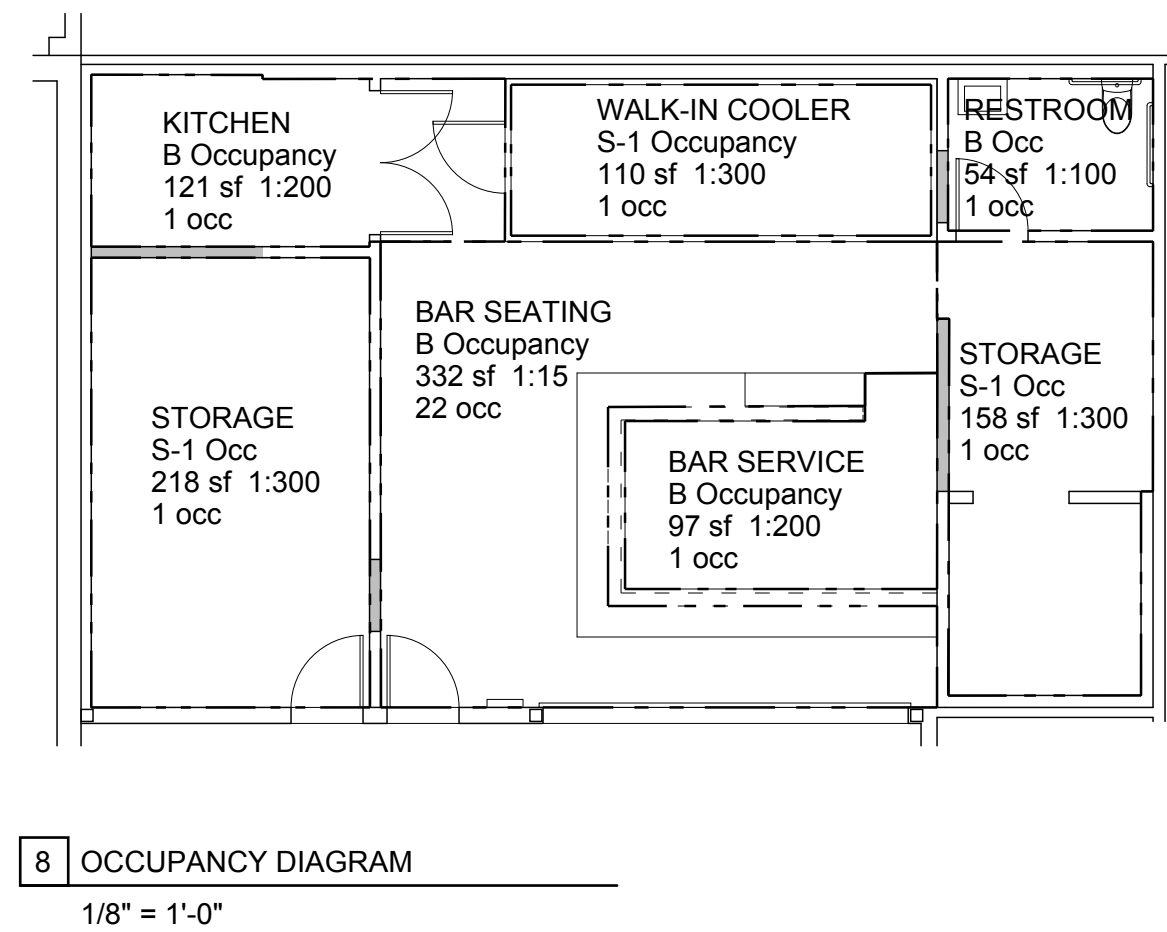 KITCHEN
B Occupancy
121 sf 1:200
1 occ
WALK-IN COOLER
S-1 Occupancy
110 sf 1:300
1 occ
RESTROOM
B Occ
54 sf 1:100
1 occ
BAR SEATING
B Occupancy
332 sf 1:15
22 occ
STORAGE
S-1 Occ
158 sf 1:300
1 occ
STORAGE
S-1 Occ
218 sf 1:300
1 occ
BAR SERVICE
B Occupancy
97 sf 1:200
1 occ
8 OCCUPANCY DIAGRAM
1/8" = 1'-0"